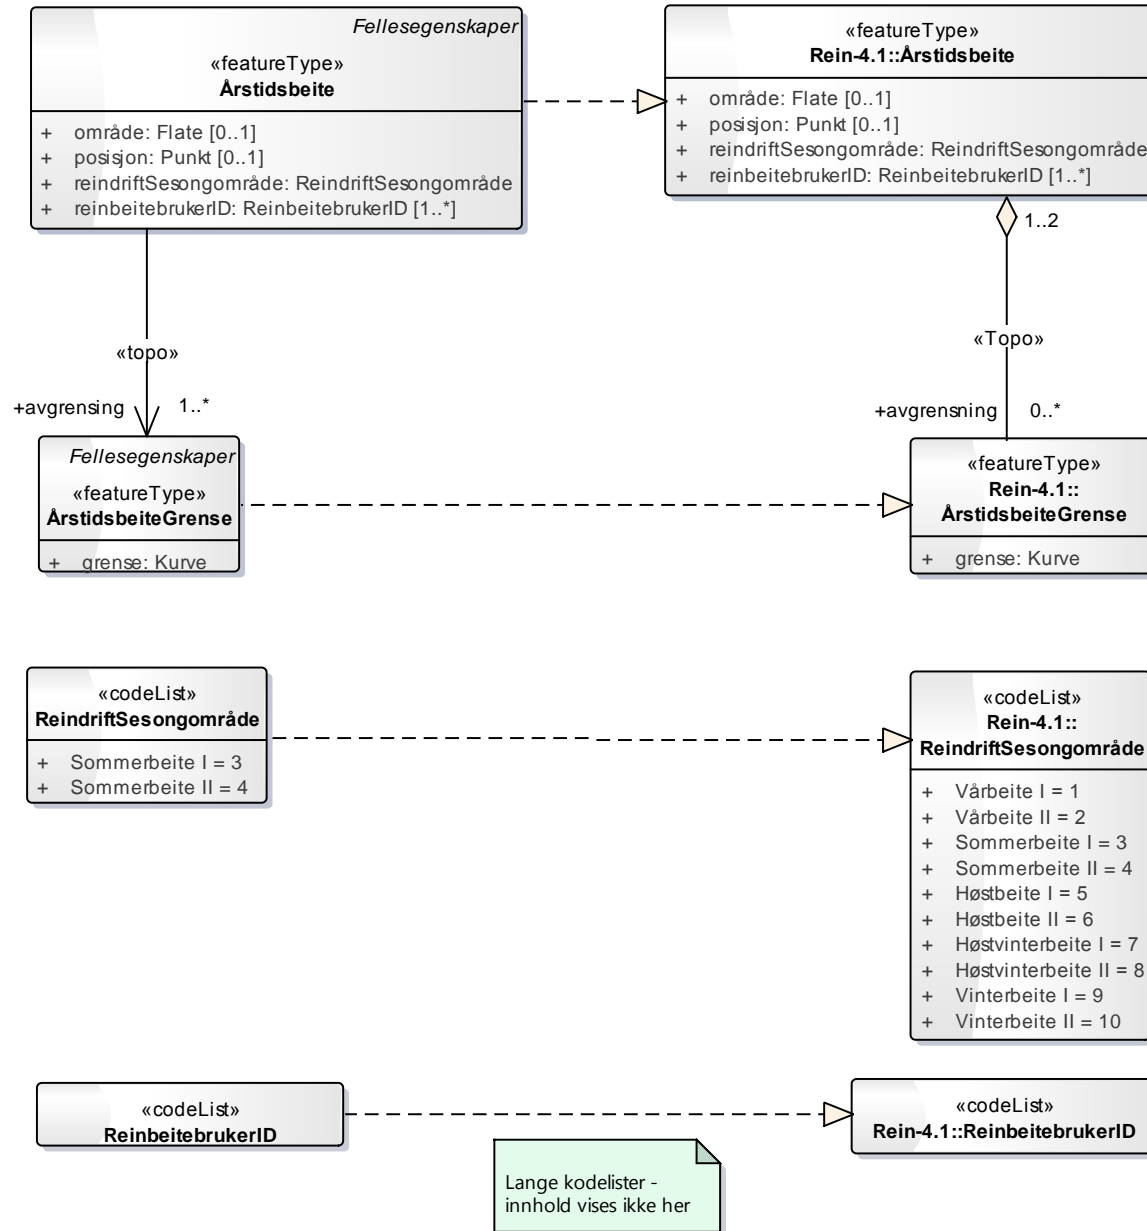 Fellesegenskaper
«featureType»
Årstidsbeite
+ område: Flate [0..1]
+ posisjon: Punkt [0..1]
+ reindriftSesongområde: ReindriftSesongområde
+ reinbeitebrukerID: ReinbeitebrukerID [1..*]
«featureType»
Rein-4.1::Årstidsbeite
+ område: Flate [0..1]
+ posisjon: Punkt [0..1]
+ reindriftSesongområde: ReindriftSesongområde
+ reinbeitebrukerID: ReinbeitebrukerID [1..*]
1..2
«topo»
«Topo»
+avgrensing 1..*
+avgrensning 0..*
Fellesegenskaper
«featureType»
ÅrstidsbeiteGrense
+ grense: Kurve
«featureType»
Rein-4.1::
ÅrstidsbeiteGrense
+ grense: Kurve
«codeList»
ReindriftSesongområde
+ Sommerbeite I = 3
+ Sommerbeite II = 4
«codeList»
Rein-4.1::
ReindriftSesongområde
+ Vårbeite I = 1
+ Vårbeite II = 2
+ Sommerbeite I = 3
+ Sommerbeite II = 4
+ Høstbeite I = 5
+ Høstbeite II = 6
+ Høstvinterbeite I = 7
+ Høstvinterbeite II = 8
+ Vinterbeite I = 9
+ Vinterbeite II = 10
«codeList»
ReinbeitebrukerID
«codeList»
Rein-4.1::ReinbeitebrukerID
Lange kodelister -
innhold vises ikke her